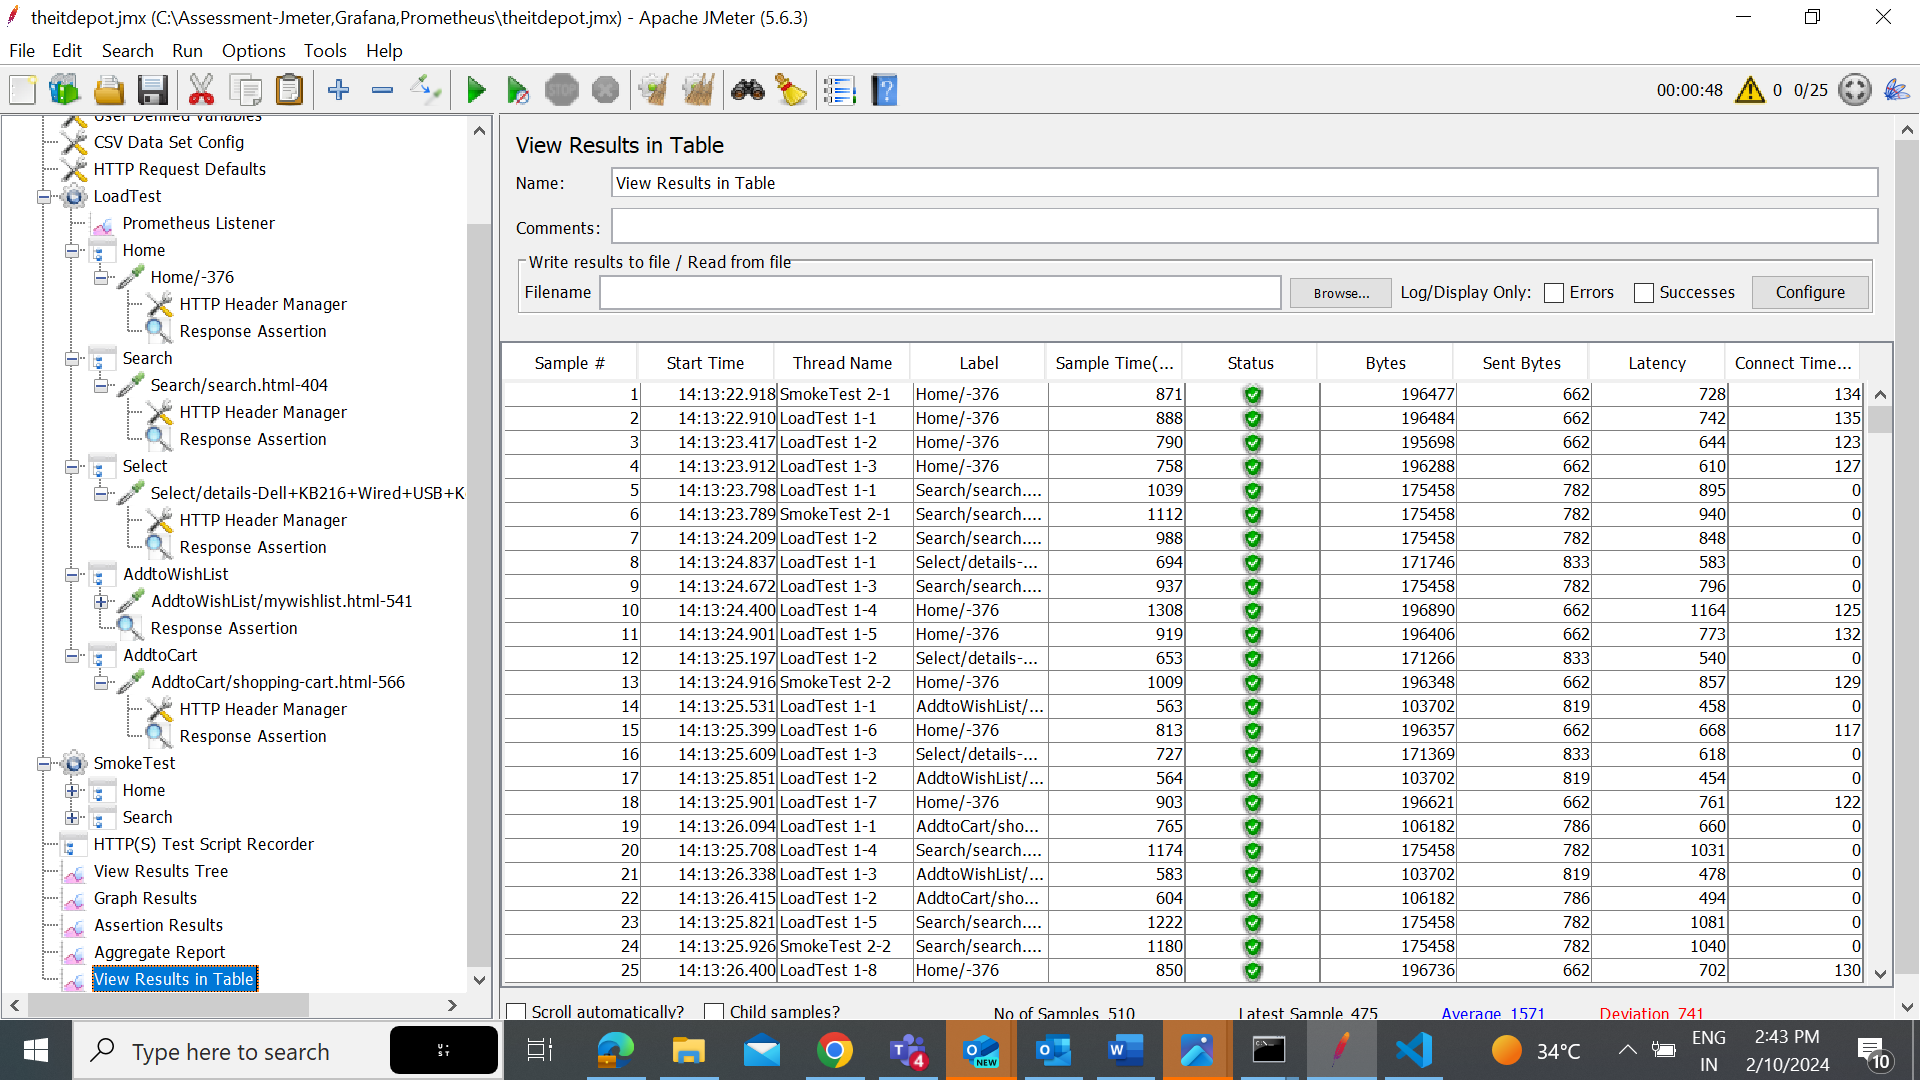 theitdepot.jmx (C:\Assessment-Jmeter,Grafana,Prometheus\theitdepot.jmx) - Apache JMeter (5.6.3)
File Edit Search Run Options Tools Help
STOP
00:00:48 0 0/25
User Defined Variables
CSV Data Set Config
HTTP Request Defaults
LoadTest
Prometheus Listener
Home
Home/-376
HTTP Header Manager
Response Assertion
Search
Search/search.html-404
HTTP Header Manager
Response Assertion
Select
Select/details-Dell+KB216+Wired+USB+K
HTTP Header Manager
Response Assertion
AddtoWishList
AddtoWishList/mywishlist.html-541
Response Assertion
AddtoCart
AddtoCart/shopping-cart.html-566
HTTP Header Manager
Response Assertion
SmokeTest
Home
Search
HTTP(S) Test Script Recorder
View Results Tree
Graph Results
Assertion Results
Aggregate Report
View Results in Table
View Results in Table
Name: View Results in Table
Comments:
Write results to file / Read from file
Filename Browse... Log/Display Only: Errors Successes Configure
Sample # Start Time Thread Name Label Sample Time(... Status Bytes Sent Bytes Latency Connect Time...
1 14:13:22.918 SmokeTest 2-1 Home/-376 871 196477 662 728 134
2 14:13:22.910 LoadTest 1-1 Home/-376 888 196484 662 742 135
3 14:13:23.417 LoadTest 1-2 Home/-376 790 195698 662 644 123
4 14:13:23.912 LoadTest 1-3 Home/-376 758 196288 662 610 127
5 14:13:23.798 LoadTest 1-1 Search/search.... 1039 175458 782 895 0
6 14:13:23.789 SmokeTest 2-1 Search/search.... 1112 175458 782 940 0
7 14:13:24.209 LoadTest 1-2 Search/search.... 988 175458 782 848 0
8 14:13:24.837 LoadTest 1-1 Select/details-... 694 171746 833 583 0
9 14:13:24.672 LoadTest 1-3 Search/search.... 937 175458 782 796 0
10 14:13:24.400 LoadTest 1-4 Home/-376 1308 196890 662 1164 125
11 14:13:24.901 LoadTest 1-5 Home/-376 919 196406 662 773 132
12 14:13:25.197 LoadTest 1-2 Select/details-... 653 171266 833 540 0
13 14:13:24.916 SmokeTest 2-2 Home/-376 1009 196348 662 857 129
14 14:13:25.531 LoadTest 1-1 AddtoWishList/... 563 103702 819 458 0
15 14:13:25.399 LoadTest 1-6 Home/-376 813 196357 662 668 117
16 14:13:25.609 LoadTest 1-3 Select/details-... 727 171369 833 618 0
17 14:13:25.851 LoadTest 1-2 AddtoWishList/... 564 103702 819 454 0
18 14:13:25.901 LoadTest 1-7 Home/-376 903 196621 662 761 122
19 14:13:26.094 LoadTest 1-1 AddtoCart/sho... 765 106182 786 660 0
20 14:13:25.708 LoadTest 1-4 Search/search.... 1174 175458 782 1031 0
21 14:13:26.338 LoadTest 1-3 AddtoWishList/... 583 103702 819 478 0
22 14:13:26.415 LoadTest 1-2 AddtoCart/sho... 604 106182 786 494 0
23 14:13:25.821 LoadTest 1-5 Search/search.... 1222 175458 782 1081 0
24 14:13:25.926 SmokeTest 2-2 Search/search.... 1180 175458 782 1040 0
25 14:13:26.400 LoadTest 1-8 Home/-376 850 196736 662 702 130
Scroll automatically? Child samples? No of Samples 510 Latest Sample 475 Average 1571 Deviation 741
Type here to search
4
NEW
34°C
ENG
IN
2:43 PM
2/10/2024
10